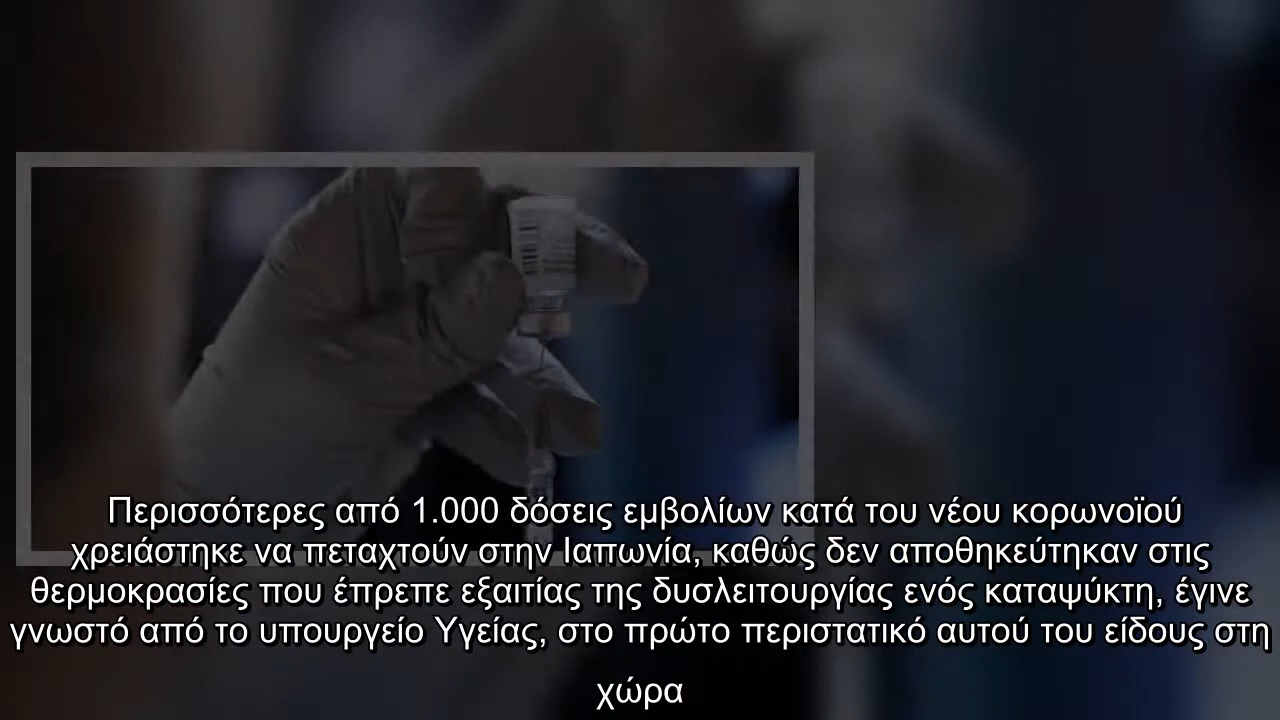 Περισσότερες από 1.000 δόσεις εμβολίων κατά του νέου κορωνοϊού
χρειάστηκε να πεταχτούν στην Ιαπωνία, καθώς δεν αποθηκεύτηκαν στις
θερμοκρασίες που έπρεπε εξαιτίας της δυσλειτουργίας ενός καταψύκτη, έγινε
γνωστό από το υπουργείο Υγείας, στο πρώτο περιστατικό αυτού του είδους στη
χώρα